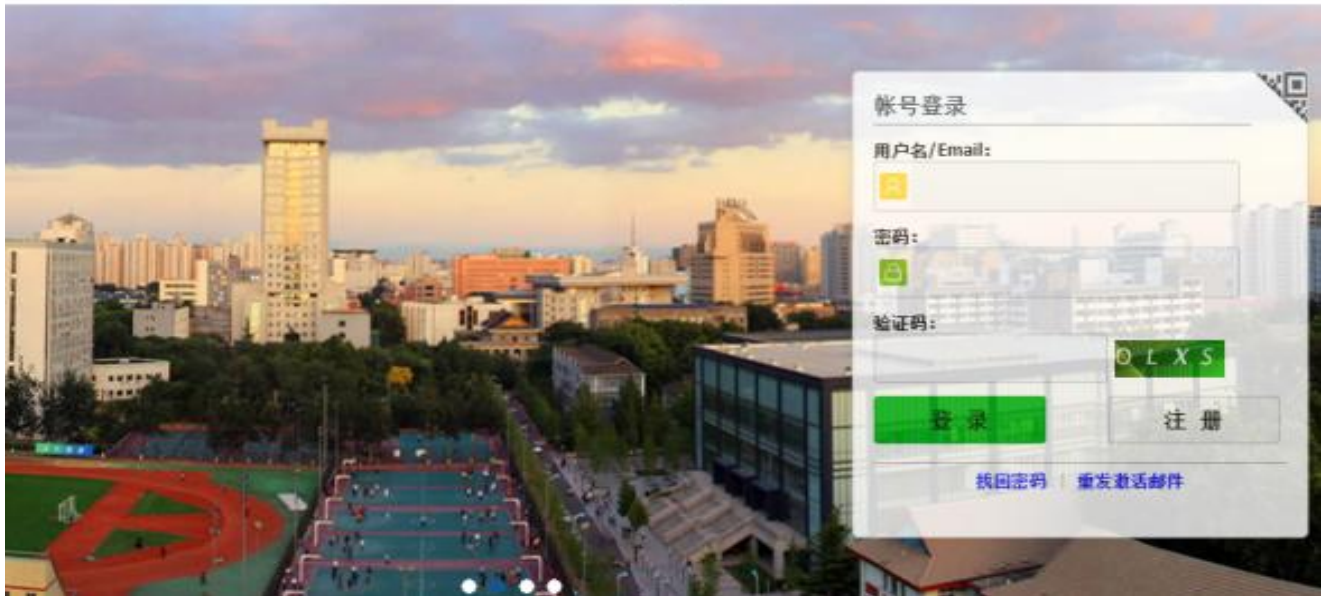 帐号登录
用户名/Email:
密码:
验证码:
O L X S
登 录 注 册
找回密码 | 重发激活邮件